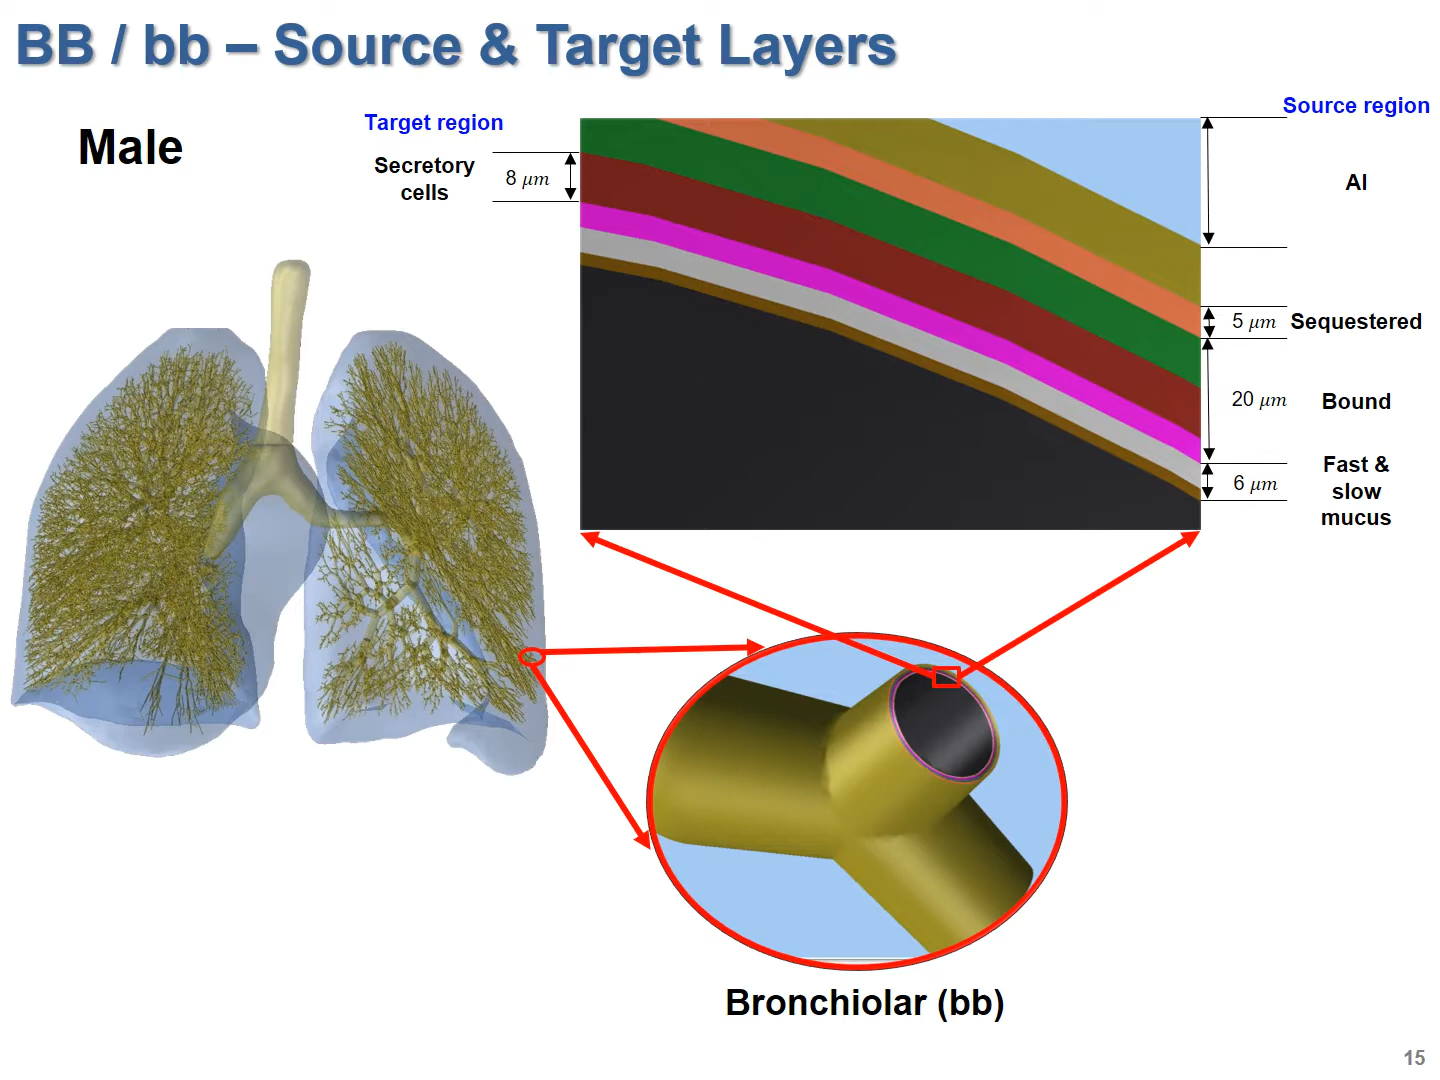 BB / bb – Source & Target Layers
Male
Target region
Secretory
cells
8 μm
Source region
AI
5 μm Sequestered
20 μm Bound
Fast &
slow
mucus
6 μm
Bronchiolar (bb)
15